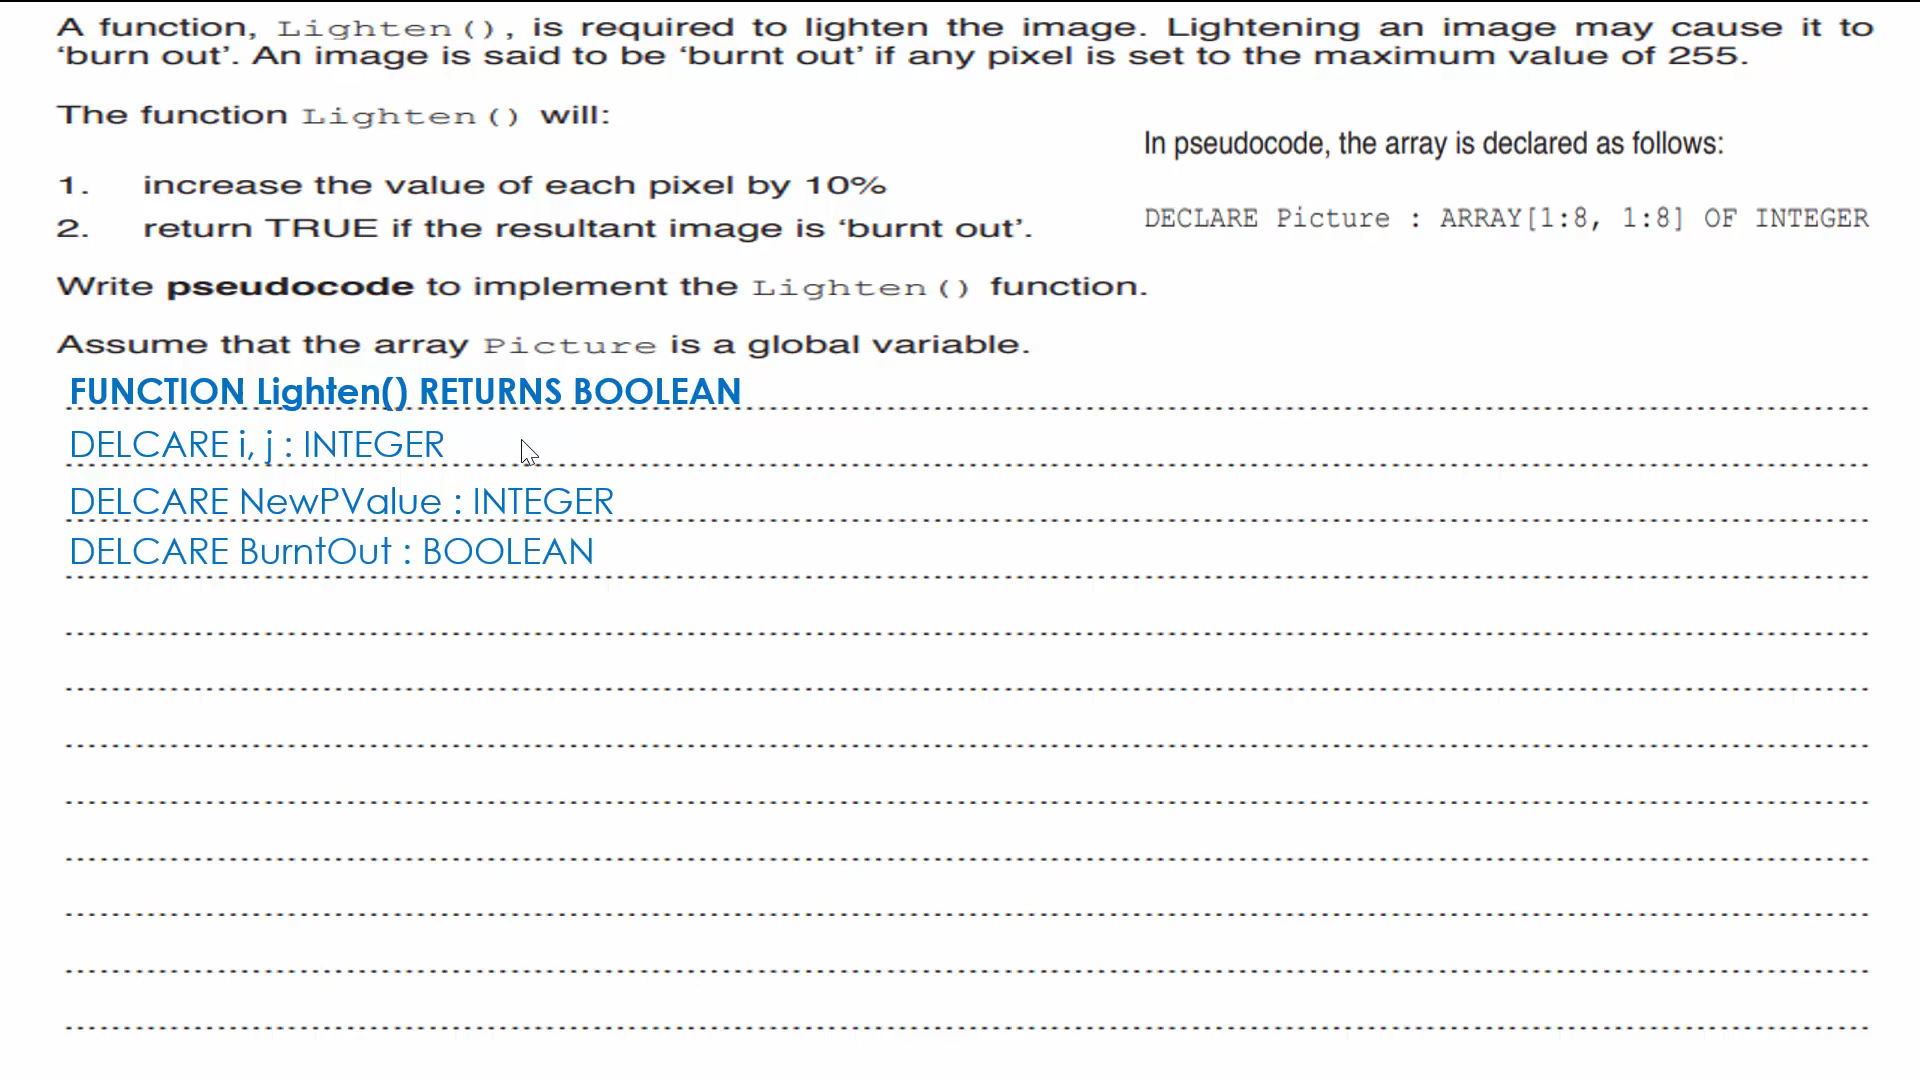 A function, Lighten(), is required to lighten the image. Lightening an image may cause it to
‘burn out’. An image is said to be ‘burnt out’ if any pixel is set to the maximum value of 255.
The function Lighten() will:
In pseudocode, the array is declared as follows:
1. increase the value of each pixel by 10%
2. return TRUE if the resultant image is ‘burnt out’.
DECLARE Picture : ARRAY[1:8, 1:8] OF INTEGER
Write pseudocode to implement the Lighten() function.
Assume that the array Picture is a global variable.
FUNCTION Lighten() RETURNS BOOLEAN
DELCARE i, j : INTEGER
DELCARE NewPValue : INTEGER
DELCARE BurntOut : BOOLEAN